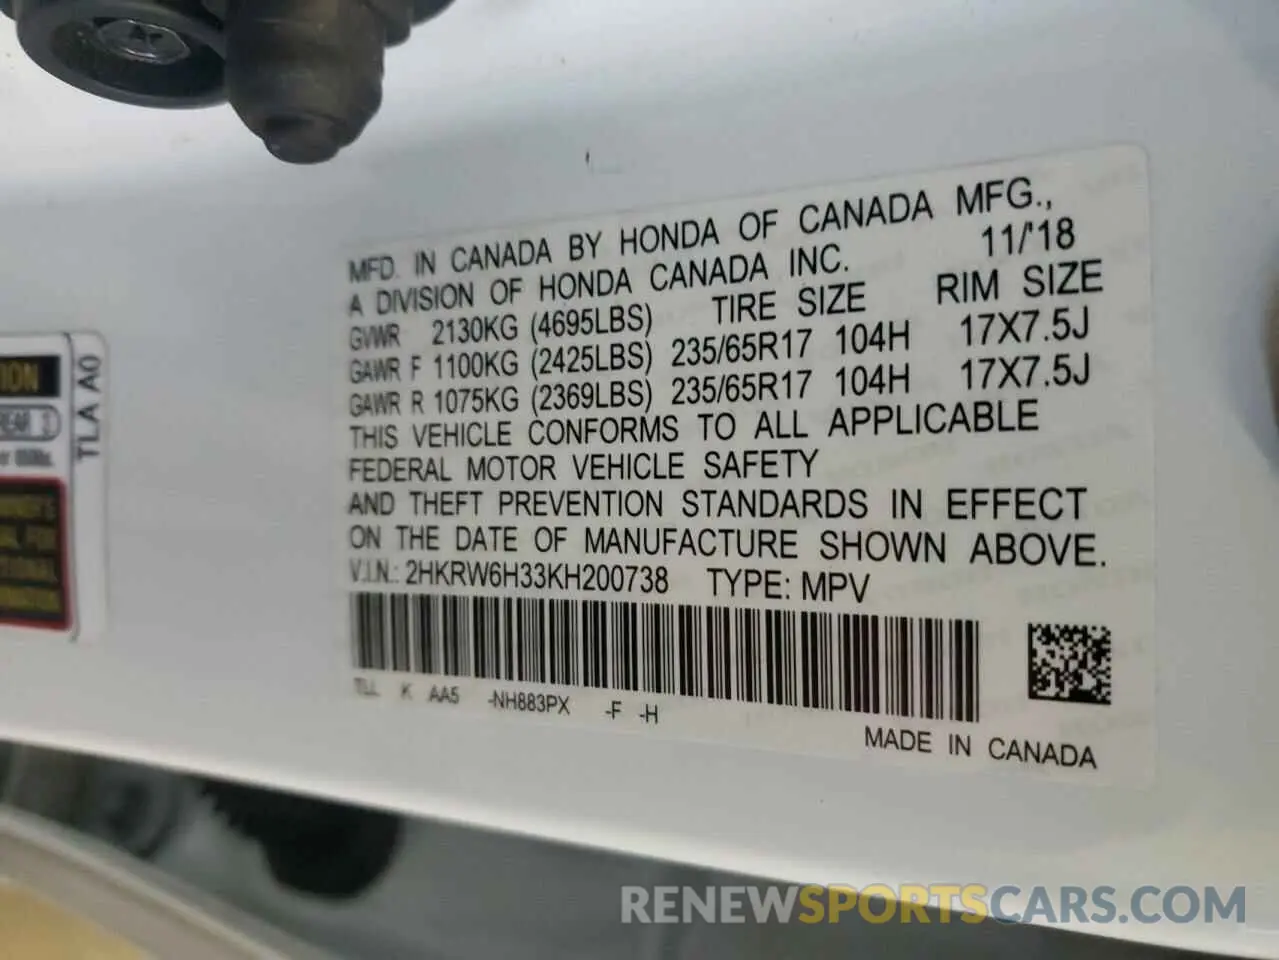 MFD. IN CANADA BY HONDA OF CANADA MFG.,
A DIVISION OF HONDA CANADA INC. 11/'18
GVWR 2130KG (4695LBS) TIRE SIZE RIM SIZE
GAWR F 1100KG (2425LBS) 235/65R17 104H 17X7.5J
GAWR R 1075KG (2369LBS) 235/65R17 104H 17X7.5J
THIS VEHICLE CONFORMS TO ALL APPLICABLE
FEDERAL MOTOR VEHICLE SAFETY
AND THEFT PREVENTION STANDARDS IN EFFECT
ON THE DATE OF MANUFACTURE SHOWN ABOVE.
V.I.N.: 2HKRW6H33KH200738 TYPE: MPV
TLL K AA5 -NH883PX -F -H
MADE IN CANADA
TLA A0
ION
REAR
RENEWSPORTSCARS.COM